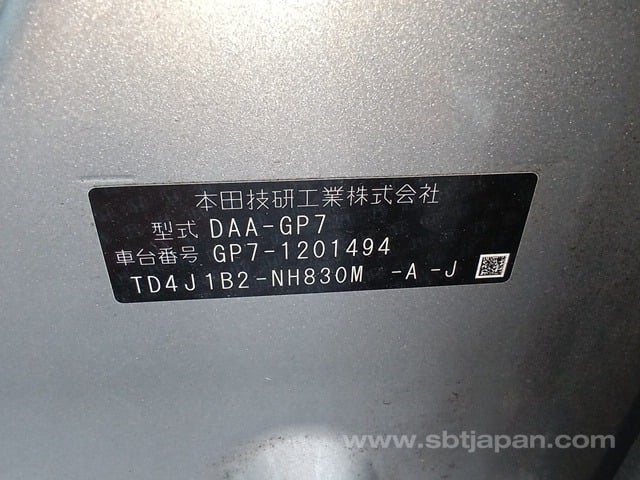 本田技研工業株式会社
型式 DAA-GP7
車台番号 GP7-1201494
TD4J1B2-NH830M -A -J
www.sbtjapan.com